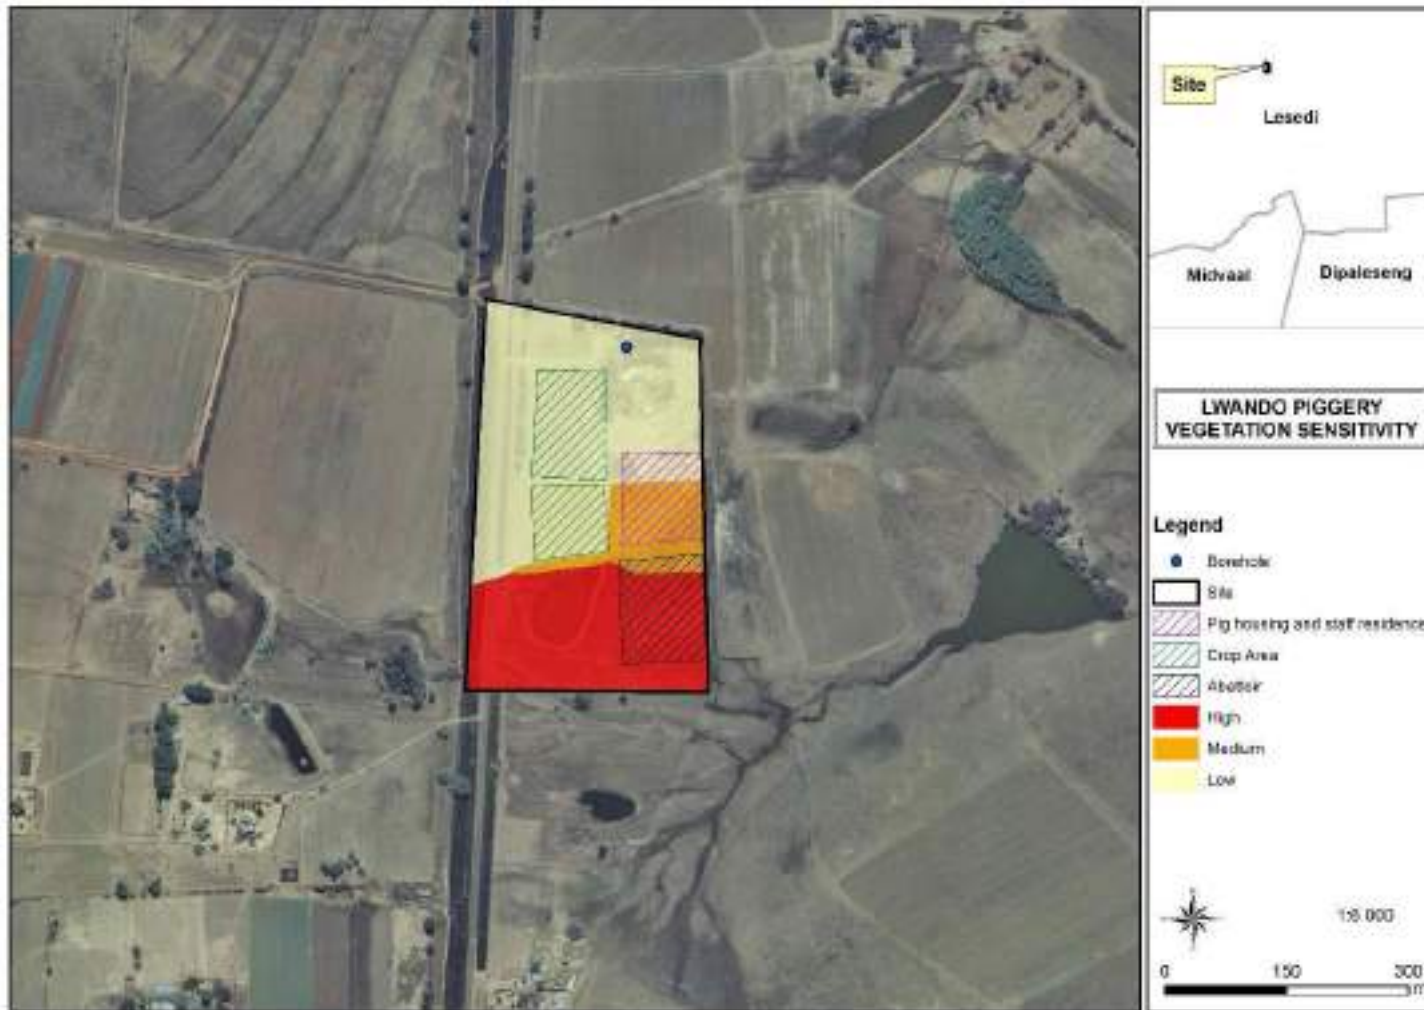 Site
Lesedi
Midvaal
Dipaleseng
LWANDO PIGGERY
VEGETATION SENSITIVITY
Legend
Borehole
Site
Pig housing and staff residence
Crop Area
Abattoir
High
Medium
Low
1:6 000
0 150 300
m